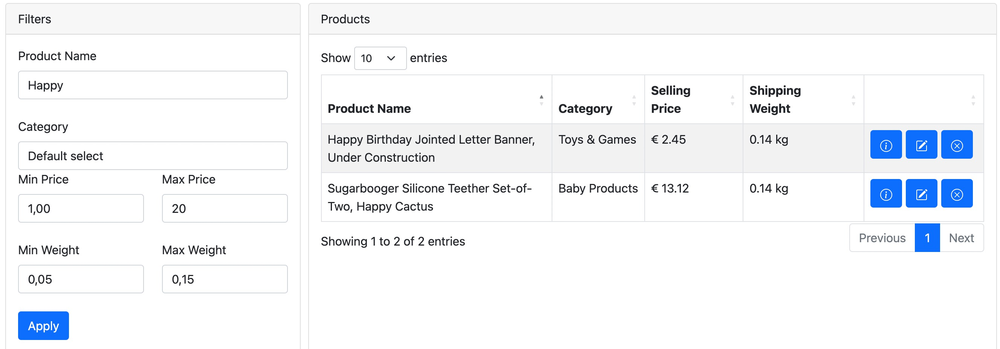 Filters
Product Name
Happy
Category
Default select
Min Price Max Price
1,00 20
Min Weight Max Weight
0,05 0,15
Apply
Products
Show 10 entries
Product Name Category Selling Price Shipping Weight
Happy Birthday Jointed Letter Banner, Toys & Games € 2.45 0.14 kg
Under Construction
Sugarbooger Silicone Teether Set-of- Baby Products € 13.12 0.14 kg
Two, Happy Cactus
Showing 1 to 2 of 2 entries
Previous 1 Next